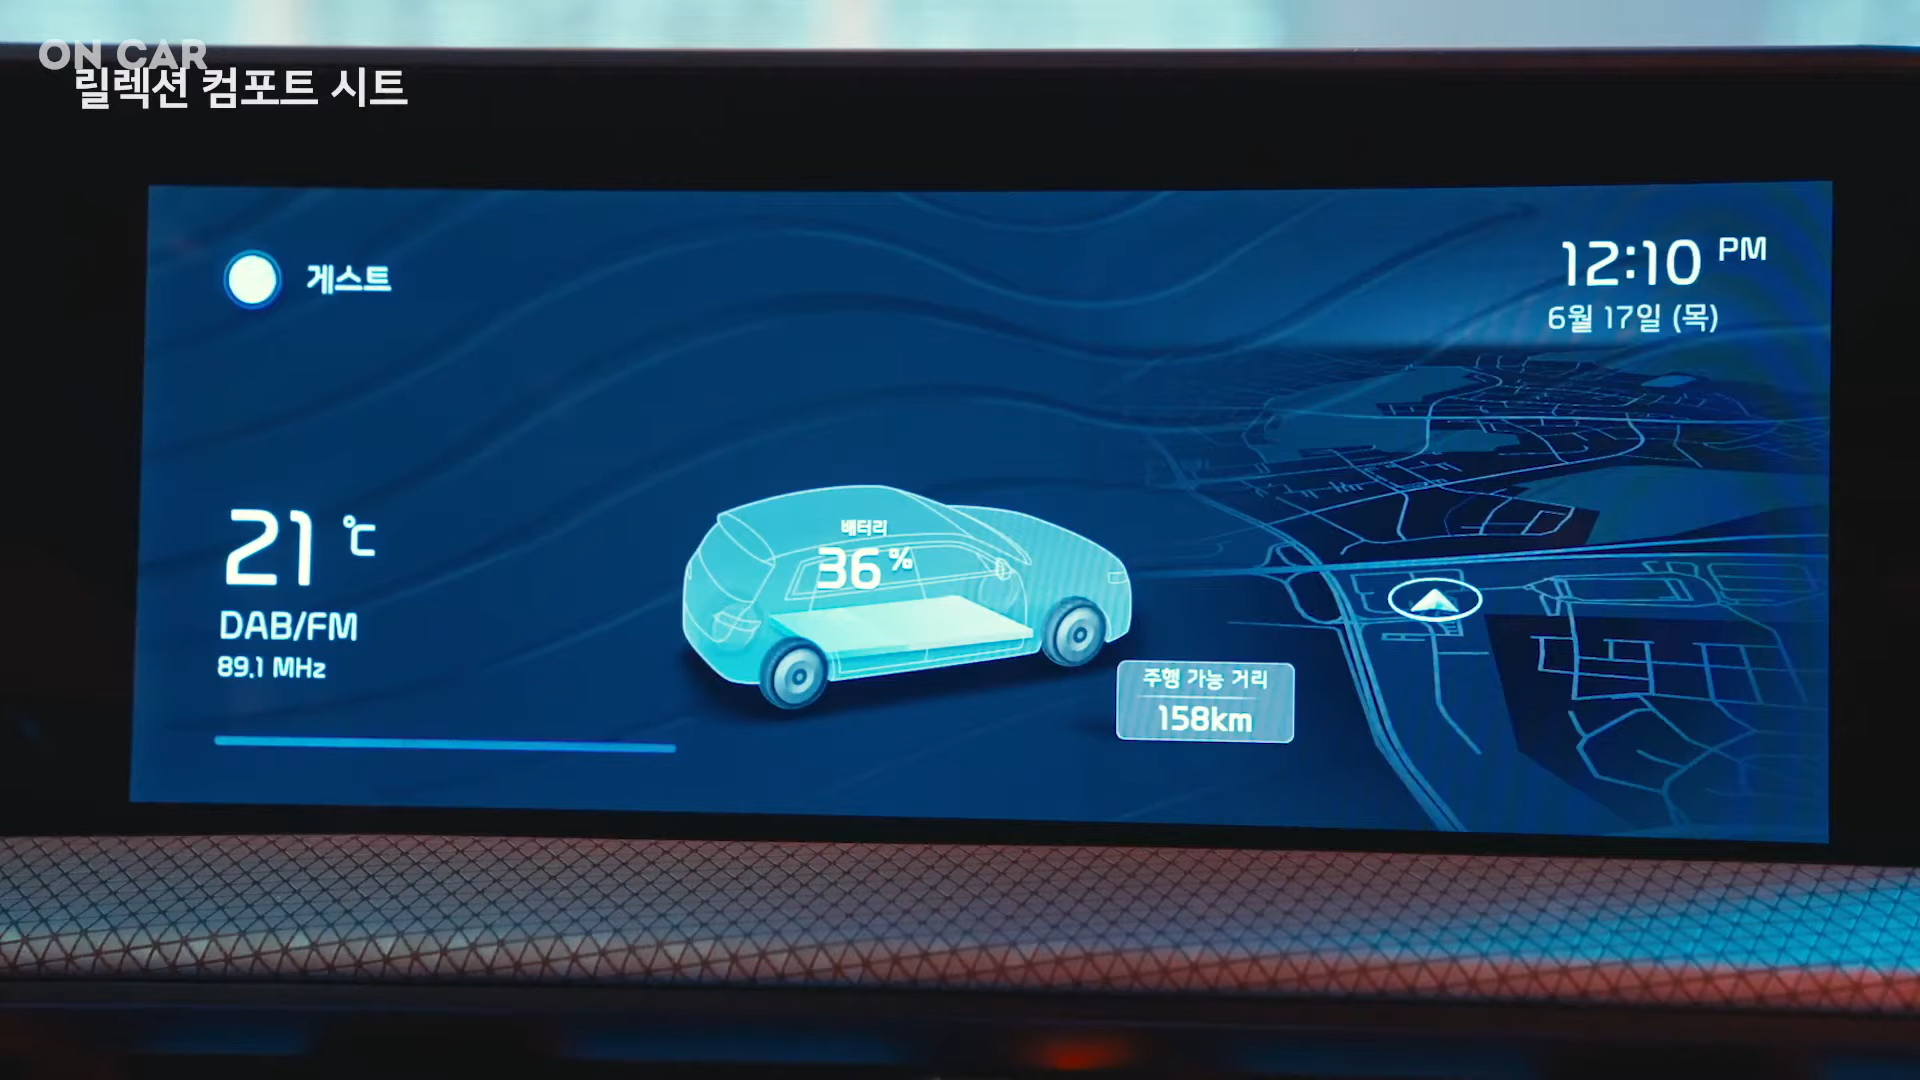 ON CAR
릴렉션 컴포트 시트
게스트
12:10 PM
6월 17일 (목)
21 ℃
DAB/FM
89.1 MHz
배터리
36%
주행 가능 거리
158km